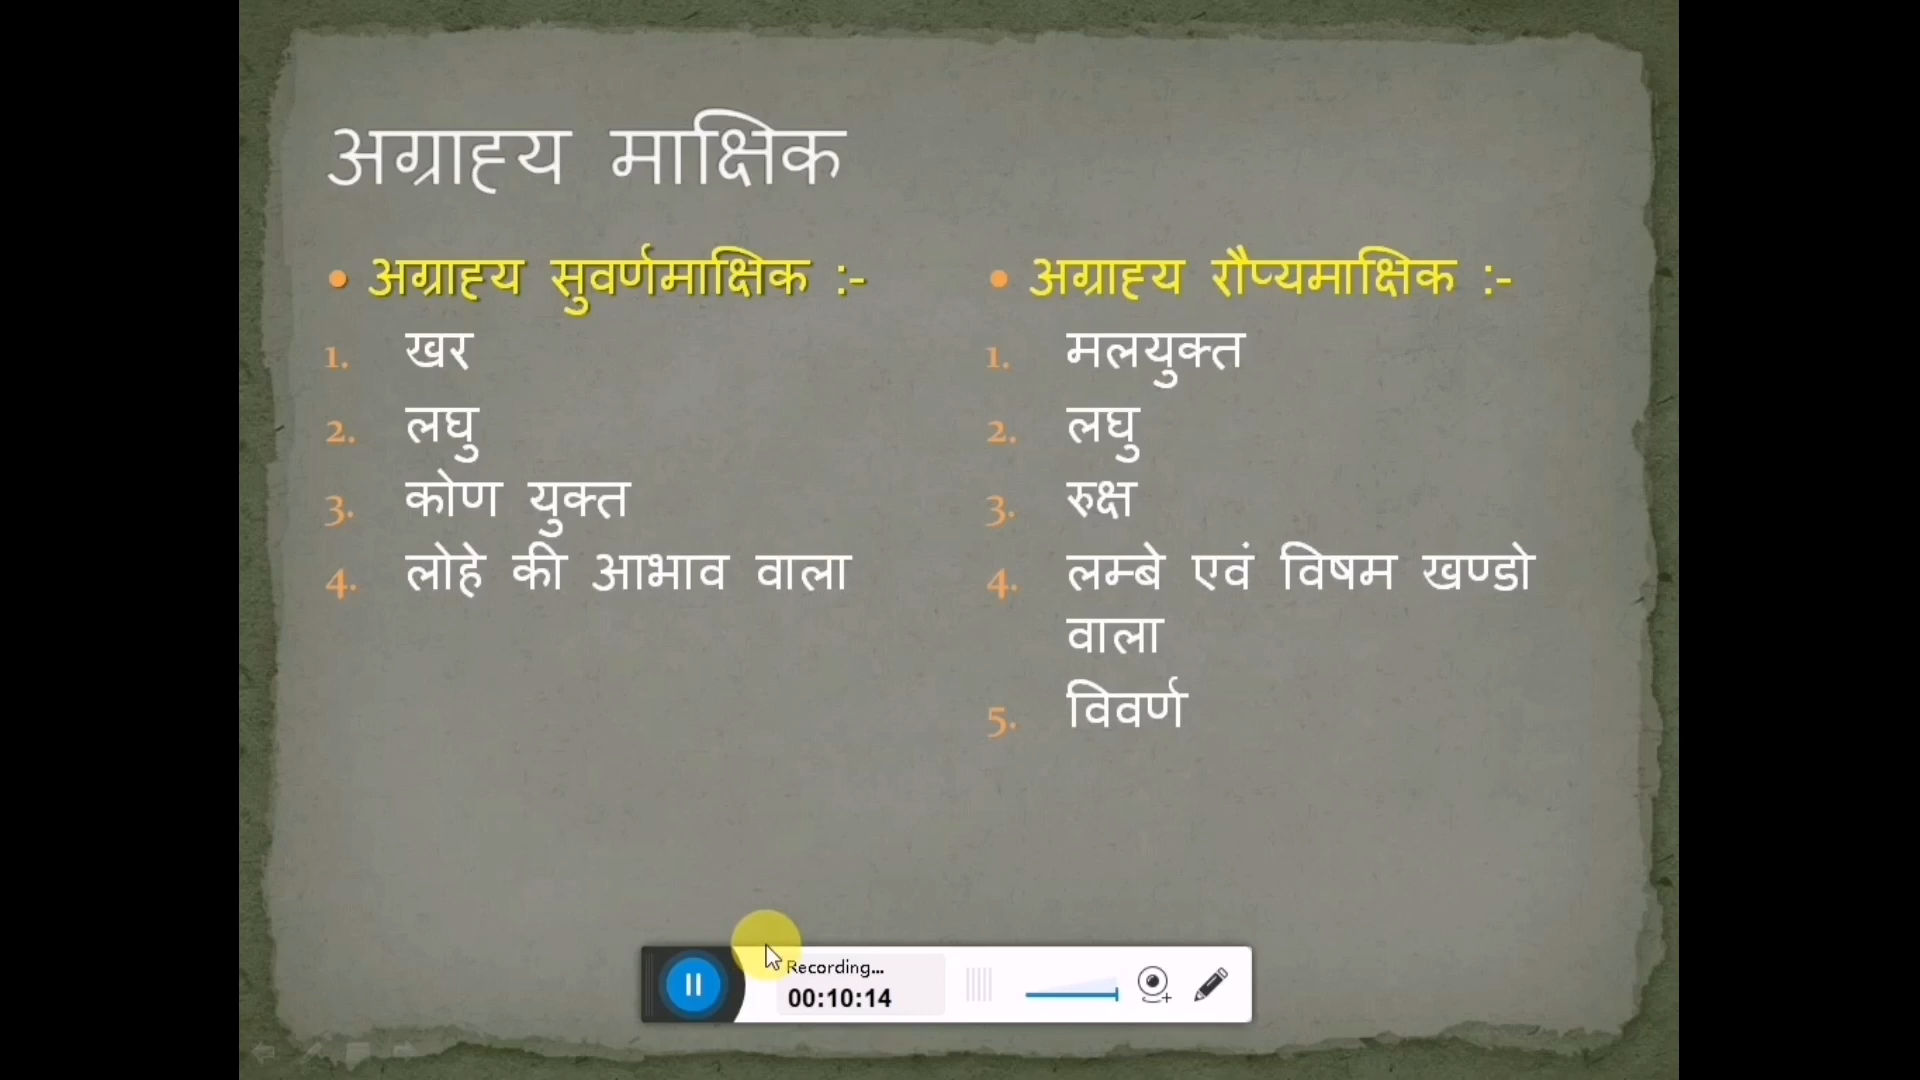 अग्राह्य माक्षिक
• अग्राह्य सुवर्णमाक्षिक :-
1. खर
2. लघु
3. कोण युक्त
4. लोहे की आभाव वाला
• अग्राह्य रौप्यमाक्षिक :-
1. मलयुक्त
2. लघु
3. रुक्ष
4. लम्बे एवं विषम खण्डो
वाला
5. विवर्ण
Recording...
00:10:14